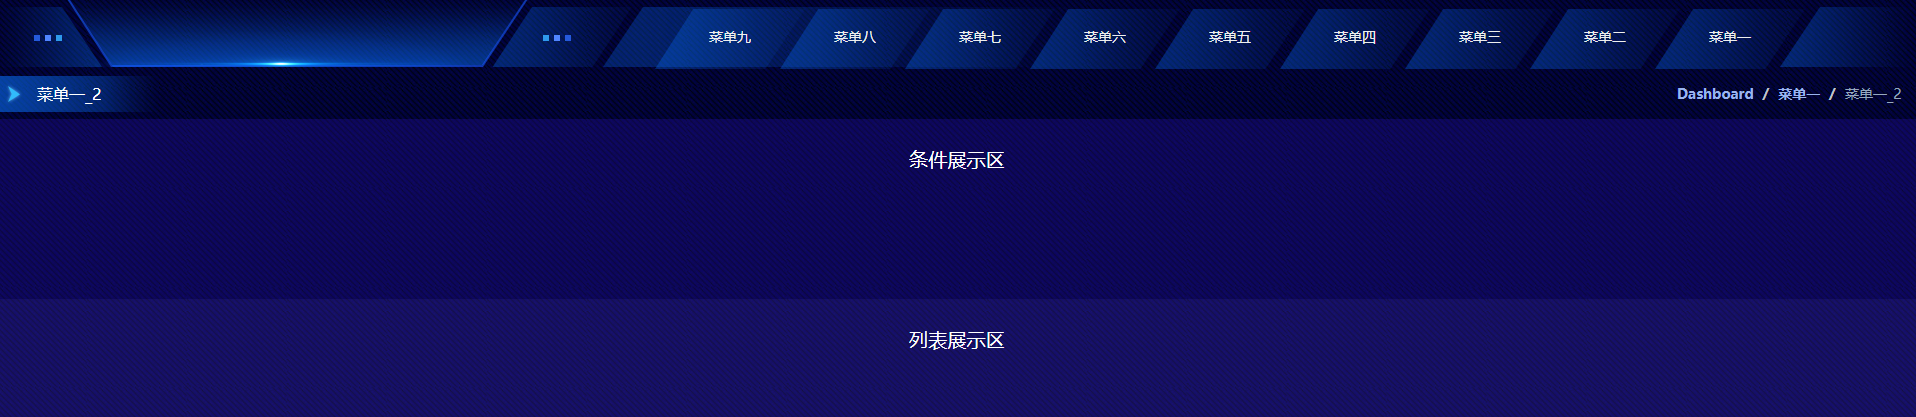 菜单九 菜单八 菜单七 菜单六 菜单五 菜单四 菜单三 菜单二 菜单一
菜单一_2 Dashboard / 菜单一 / 菜单一_2
条件展示区
列表展示区